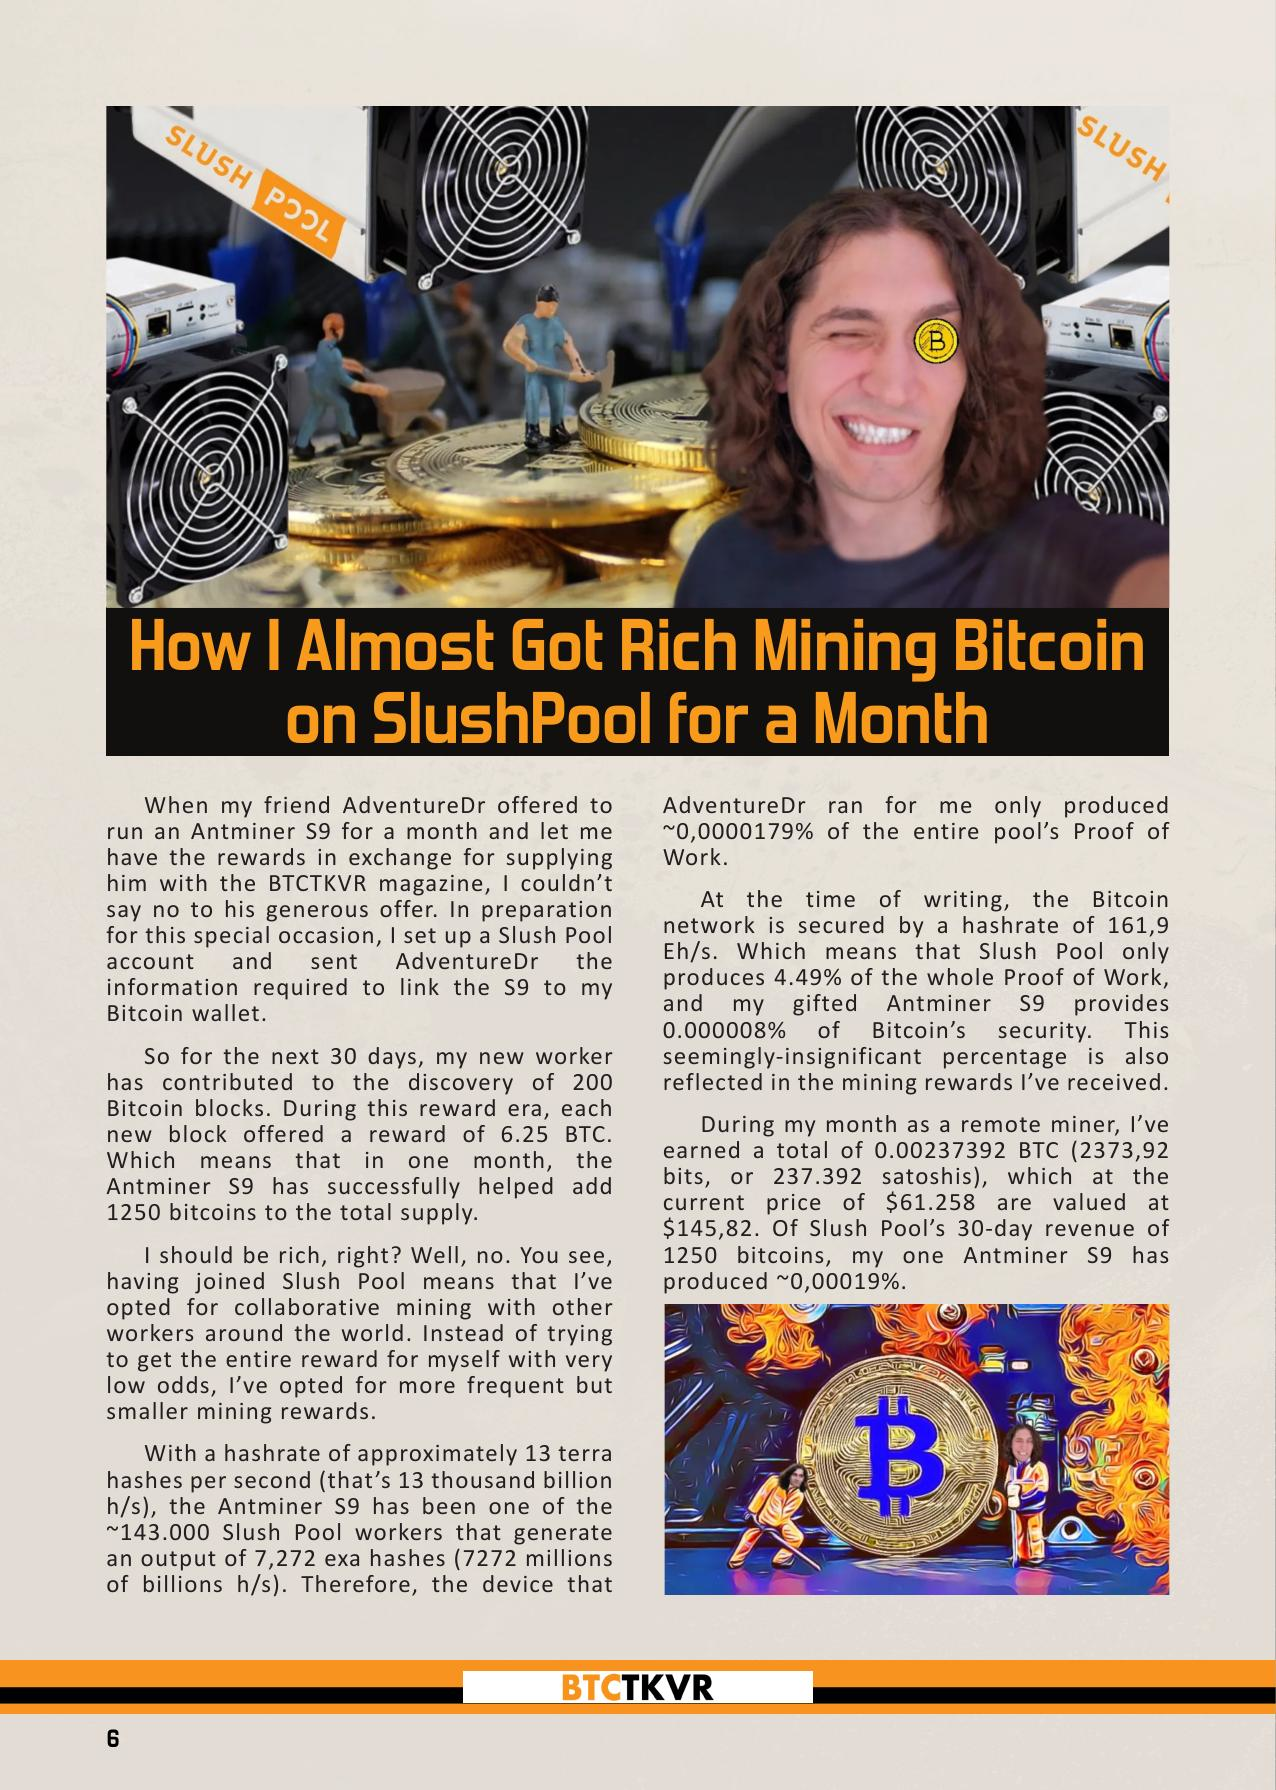 SLUSH
POOL
SLUSH
B
How I Almost Got Rich Mining Bitcoin
on SlushPool for a Month
When my friend AdventureDr offered to
run an Antminer S9 for a month and let me
have the rewards in exchange for supplying
him with the BTCTKVR magazine, I couldn’t
say no to his generous offer. In preparation
for this special occasion, I set up a Slush Pool
account and sent AdventureDr the
information required to link the S9 to my
Bitcoin wallet.
So for the next 30 days, my new worker
has contributed to the discovery of 200
Bitcoin blocks. During this reward era, each
new block offered a reward of 6.25 BTC.
Which means that in one month, the
Antminer S9 has successfully helped add
1250 bitcoins to the total supply.
I should be rich, right? Well, no. You see,
having joined Slush Pool means that I’ve
opted for collaborative mining with other
workers around the world. Instead of trying
to get the entire reward for myself with very
low odds, I’ve opted for more frequent but
smaller mining rewards.
With a hashrate of approximately 13 terra
hashes per second (that’s 13 thousand billion
h/s), the Antminer S9 has been one of the
~143.000 Slush Pool workers that generate
an output of 7,272 exa hashes (7272 millions
of billions h/s). Therefore, the device that
AdventureDr ran for me only produced
~0,0000179% of the entire pool’s Proof of
Work.
At the time of writing, the Bitcoin
network is secured by a hashrate of 161,9
Eh/s. Which means that Slush Pool only
produces 4.49% of the whole Proof of Work,
and my gifted Antminer S9 provides
0.000008% of Bitcoin’s security. This
seemingly-insignificant percentage is also
reflected in the mining rewards I’ve received.
During my month as a remote miner, I’ve
earned a total of 0.00237392 BTC (2373,92
bits, or 237.392 satoshis), which at the
current price of $61.258 are valued at
$145,82. Of Slush Pool’s 30-day revenue of
1250 bitcoins, my one Antminer S9 has
produced ~0,00019%.
BTCTKVR
6